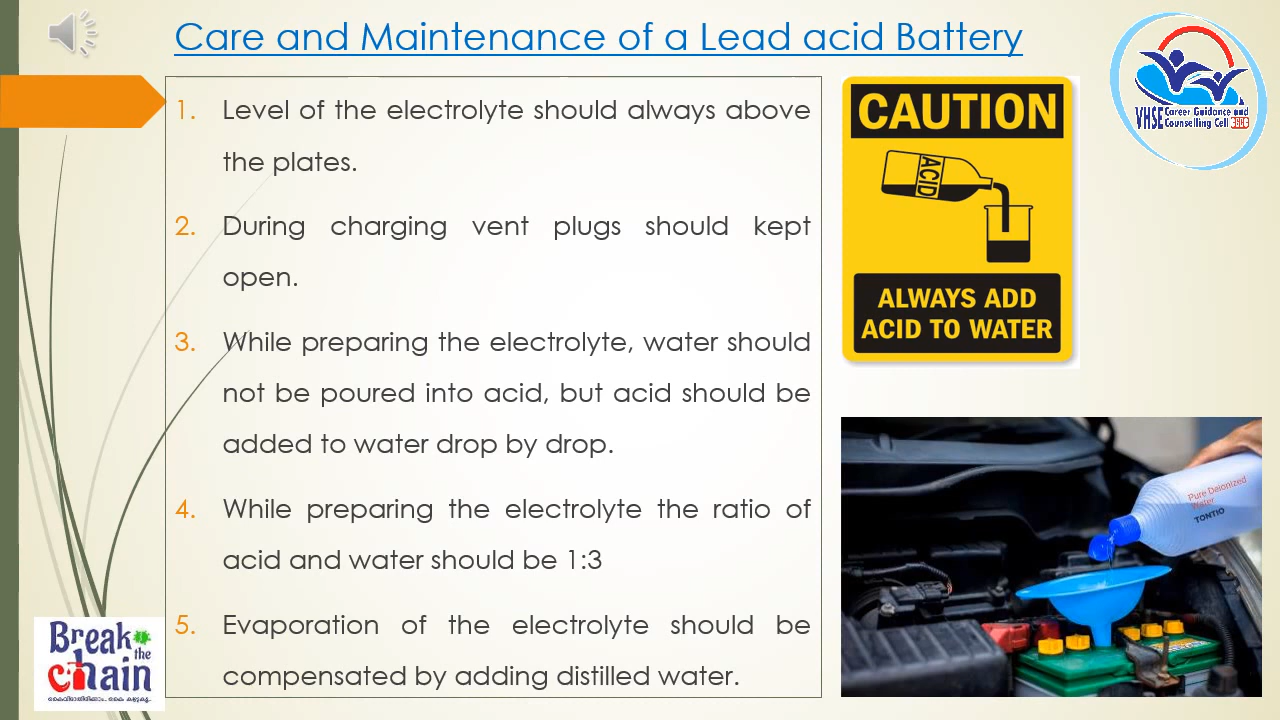 Care and Maintenance of a Lead acid Battery
1. Level of the electrolyte should always above
the plates.
2. During charging vent plugs should kept
open.
3. While preparing the electrolyte, water should
not be poured into acid, but acid should be
added to water drop by drop.
4. While preparing the electrolyte the ratio of
acid and water should be 1:3
5. Evaporation of the electrolyte should be
compensated by adding distilled water.
CAUTION
ACID
ALWAYS ADD
ACID TO WATER
VHSE Career Guidance and
Counselling Cell
Pure Deionized
Water
TONTIO
Break
the
chain